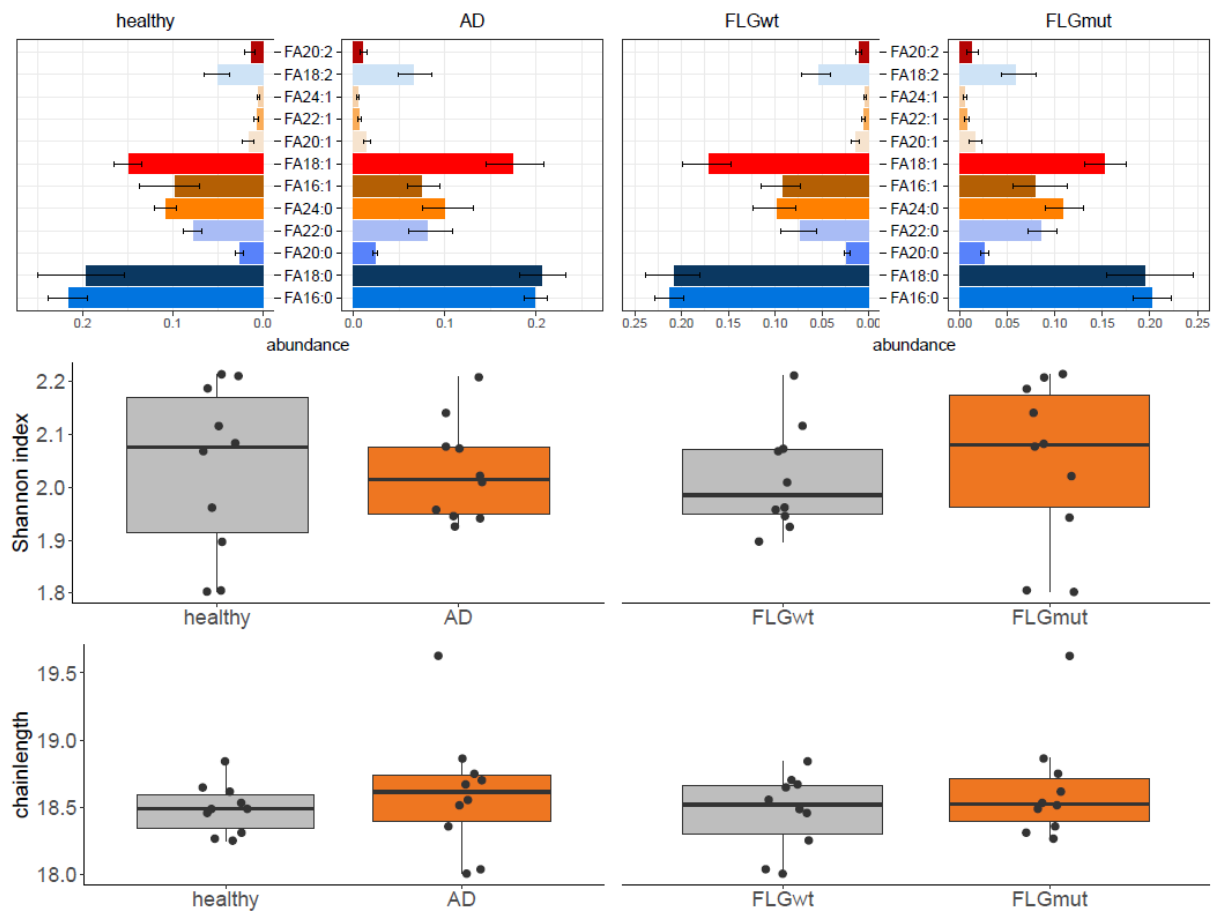 healthy AD FLGwt FLGmut
FA20:2 FA20:2
FA18:2 FA18:2
FA24:1 FA24:1
FA22:1 FA22:1
FA20:1 FA20:1
FA18:1 FA18:1
FA16:1 FA16:1
FA24:0 FA24:0
FA22:0 FA22:0
FA20:0 FA20:0
FA18:0 FA18:0
FA16:0 FA16:0
0.2 0.1 0.0 0.0 0.1 0.2 0.25 0.20 0.15 0.10 0.05 0.00 0.00 0.05 0.10 0.15 0.20 0.25
abundance abundance
Shannon index
2.2
2.1
2.0
1.9
1.8
healthy AD FLGwt FLGmut
chainlength
19.5
19.0
18.5
18.0
healthy AD FLGwt FLGmut